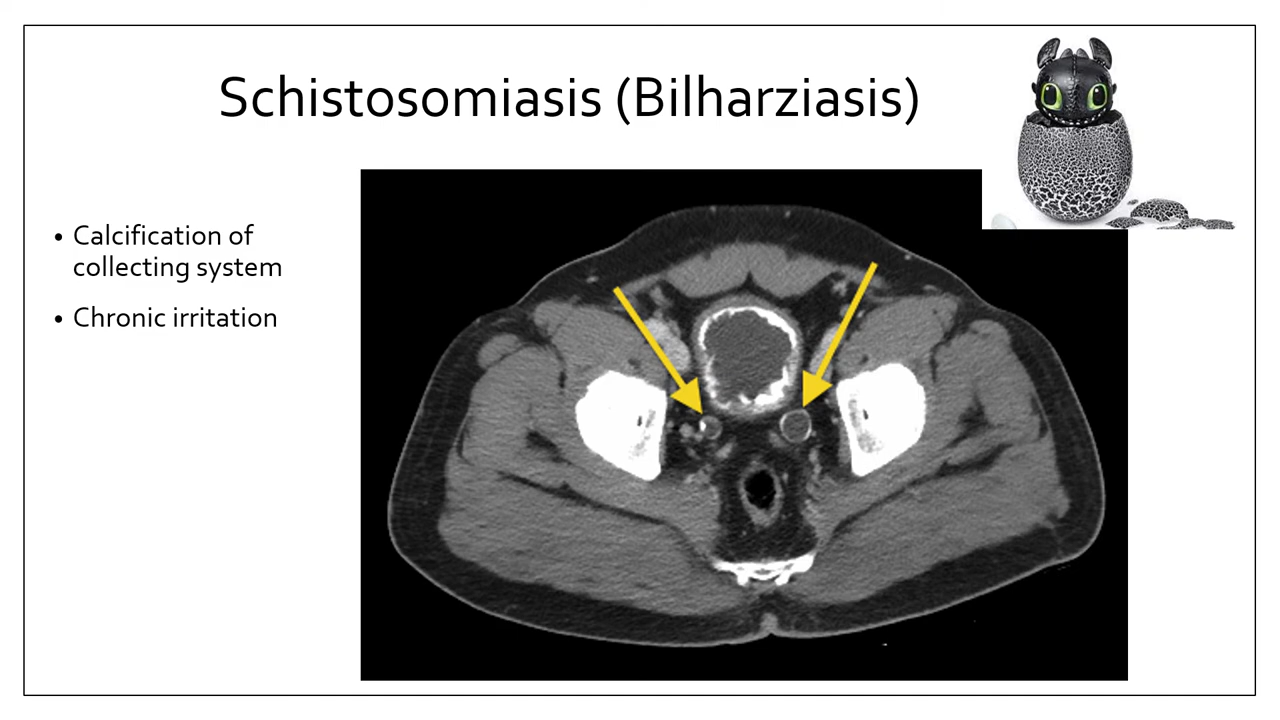 Schistosomiasis (Bilharziasis)
• Calcification of
collecting system
• Chronic irritation